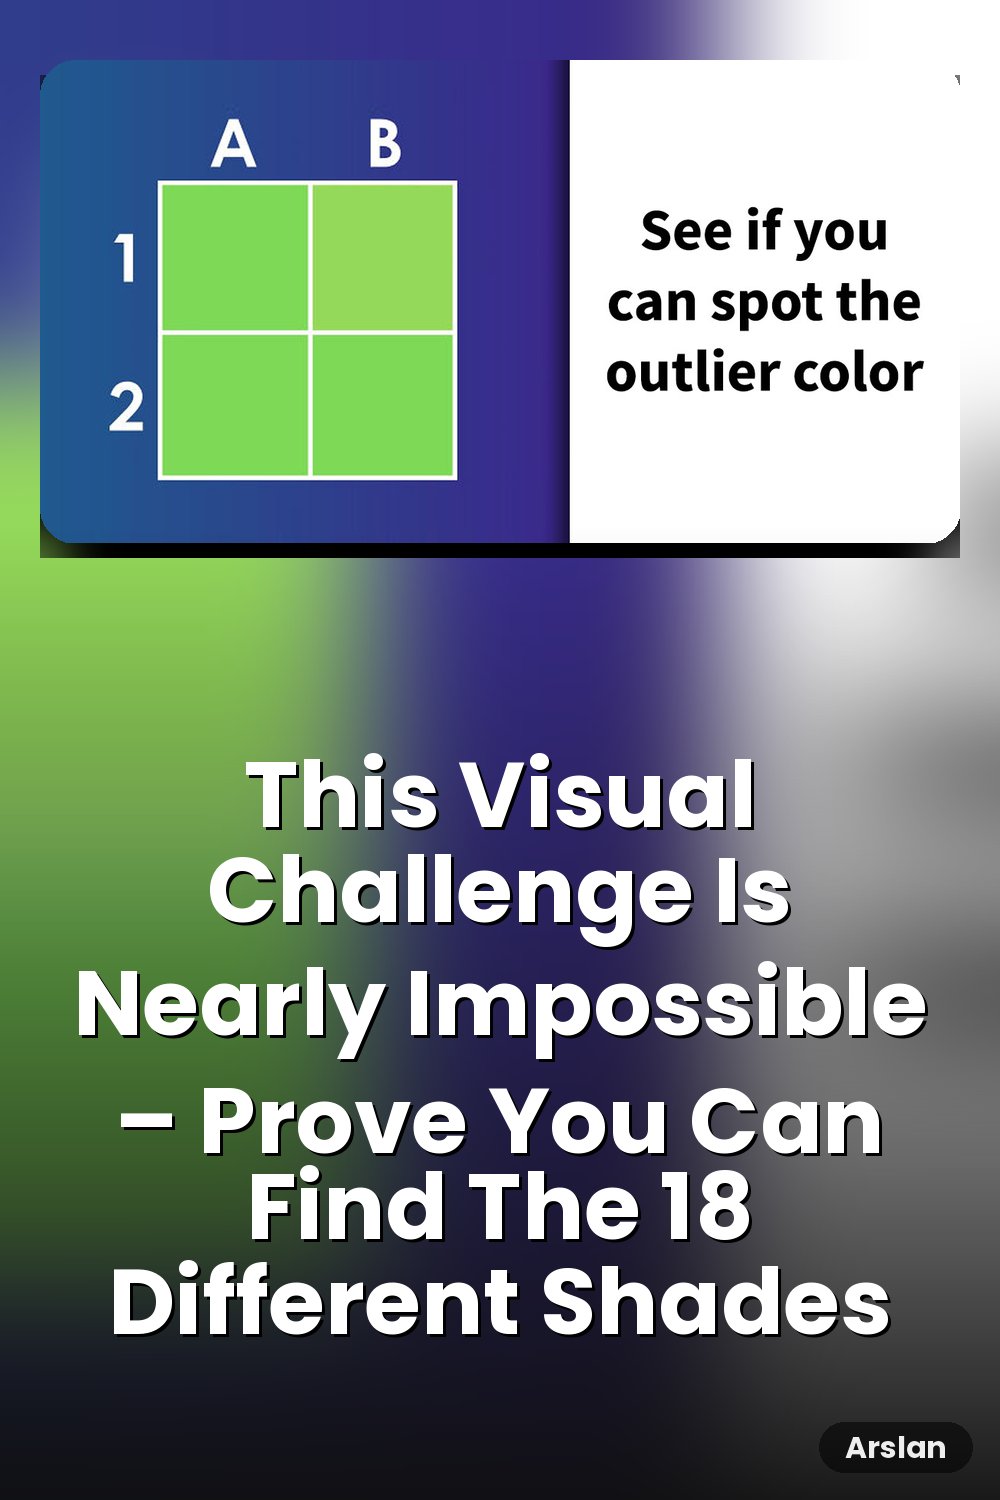 A B
1
2
See if you
can spot the
outlier color
This Visual
Challenge Is
Nearly Impossible
– Prove You Can
Find The 18
Different Shades
Arslan